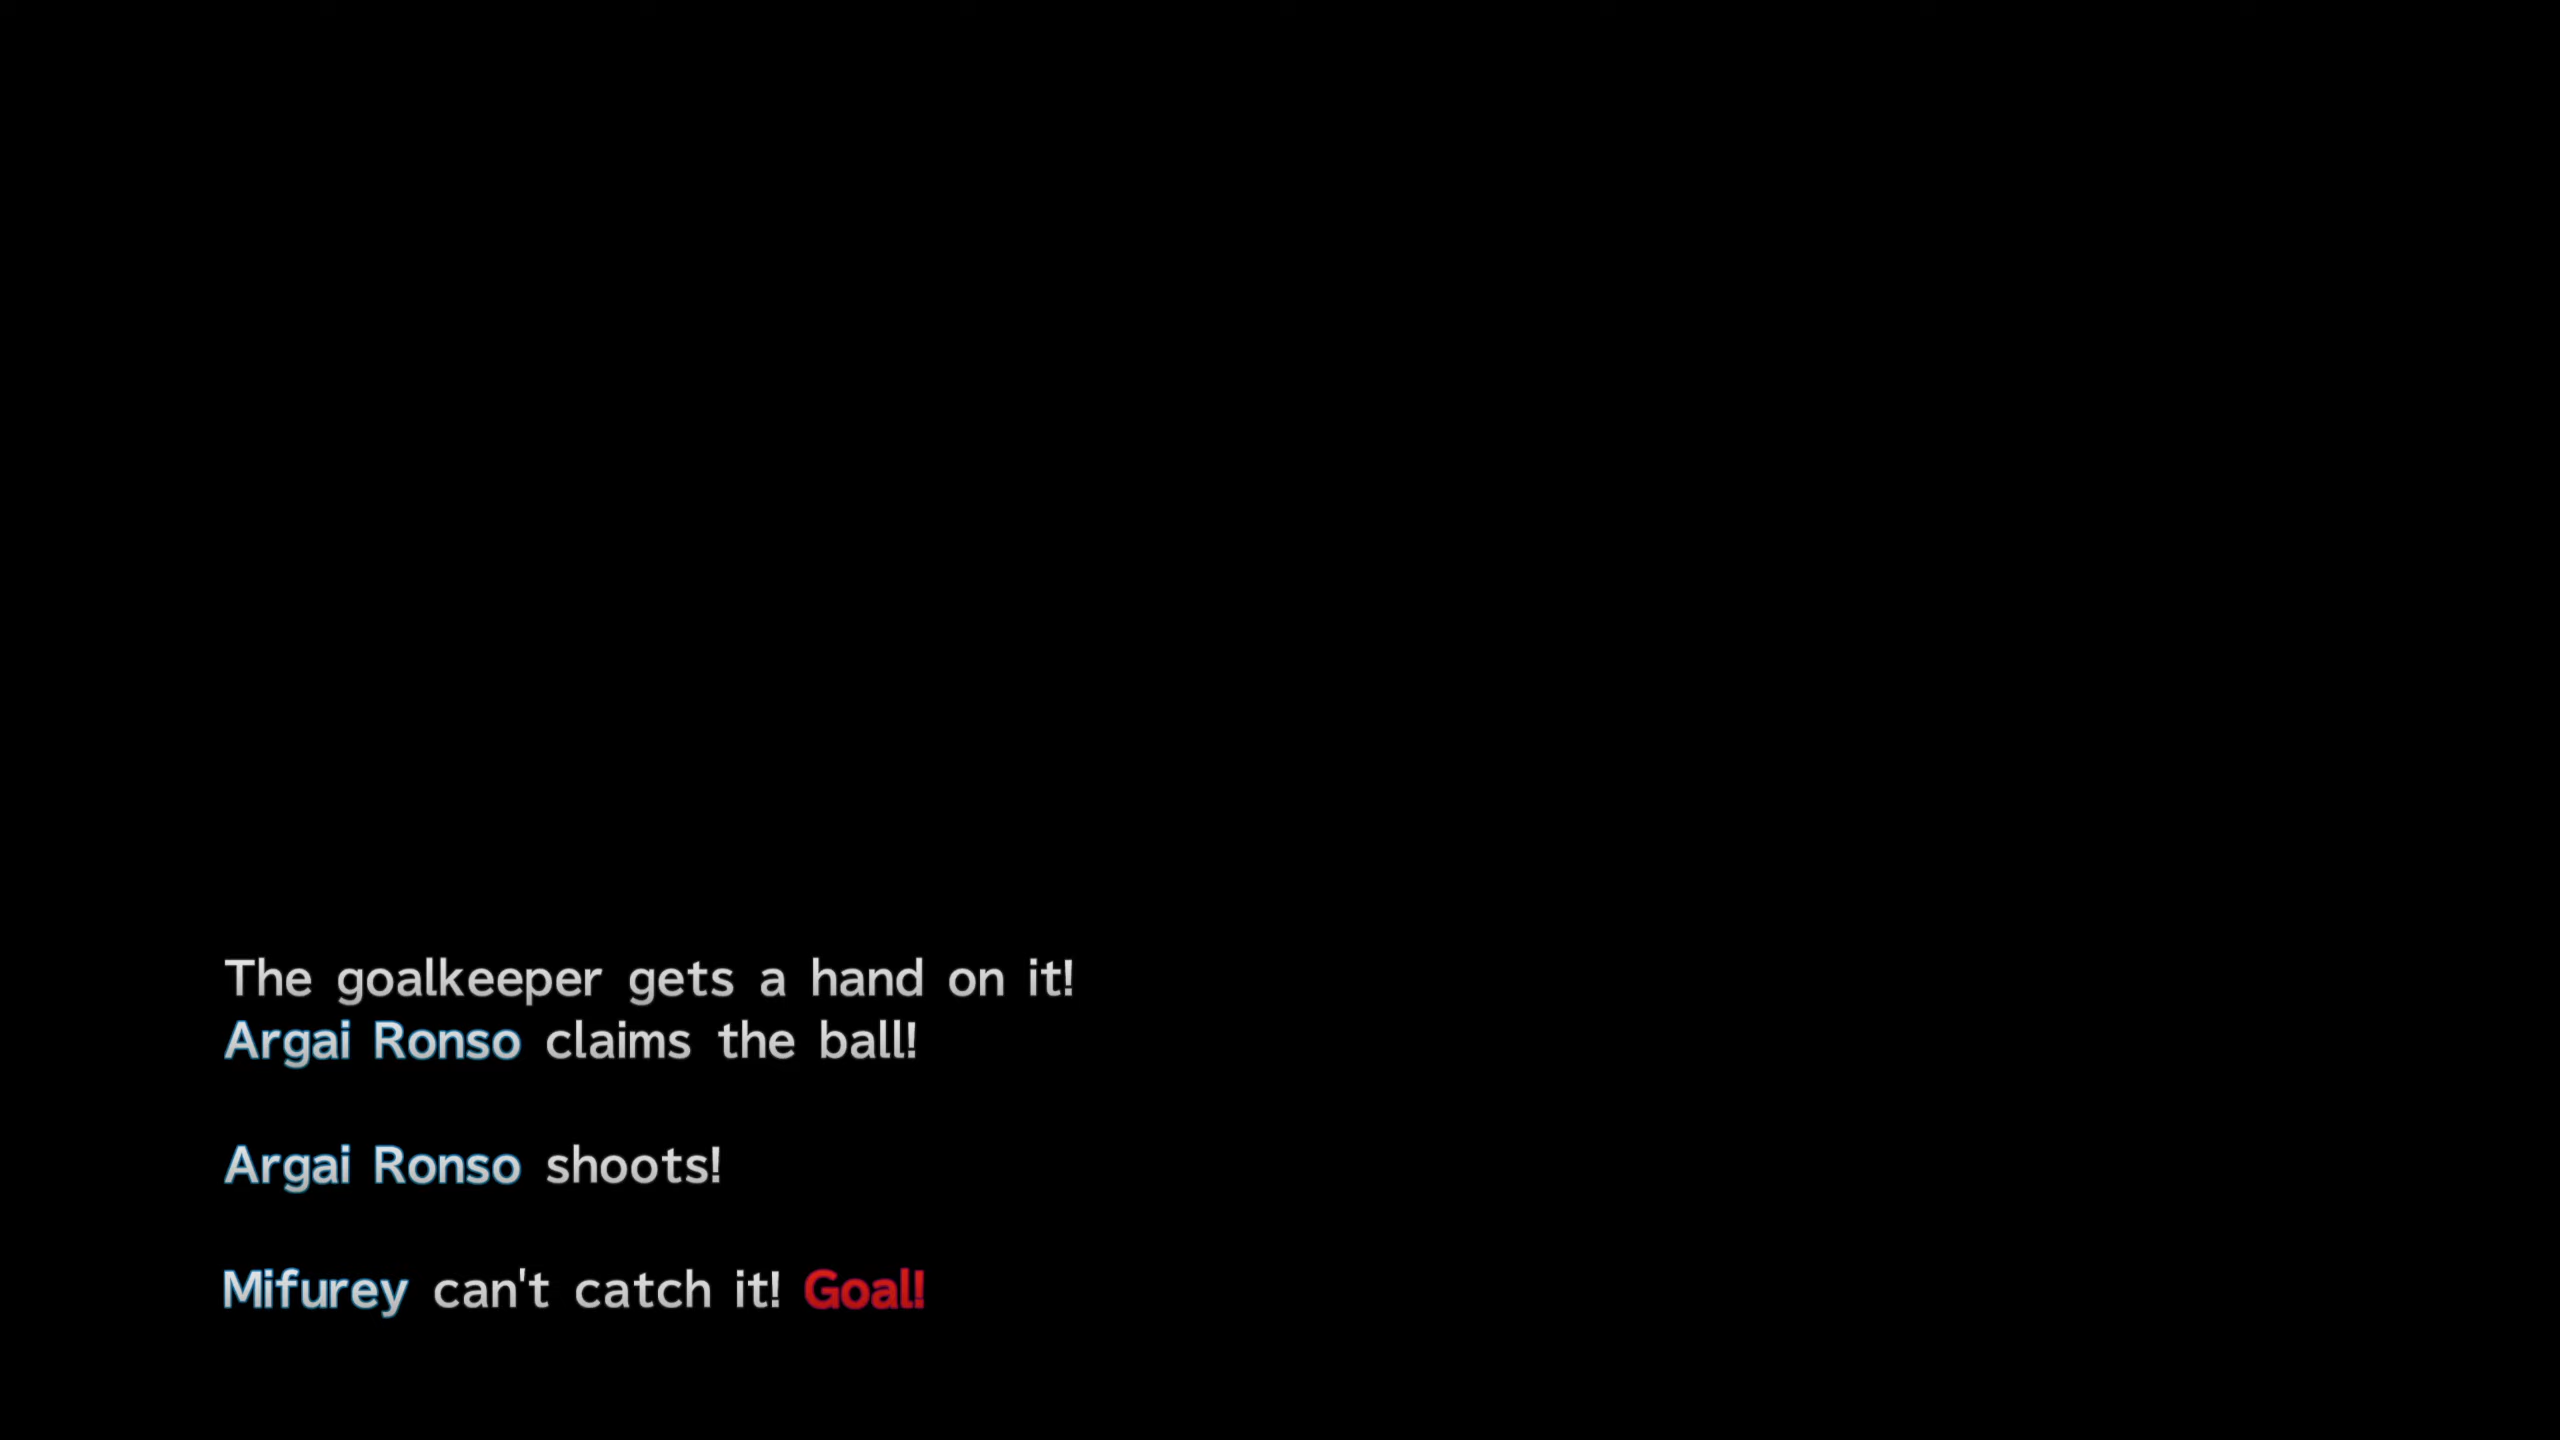 The goalkeeper gets a hand on it!
Argai Ronso claims the ball!
Argai Ronso shoots!
Mifurey can't catch it! Goal!